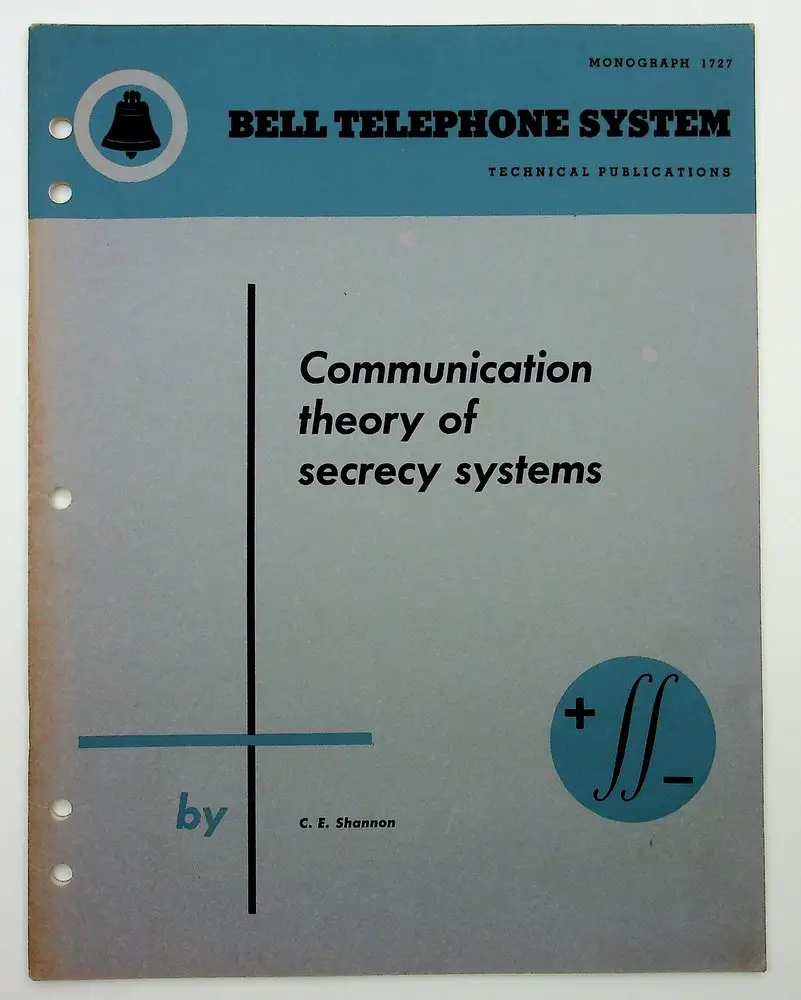 MONOGRAPH 1727
BELL TELEPHONE SYSTEM
TECHNICAL PUBLICATIONS
Communication
theory of
secrecy systems
+ ∬ −
by C. E. Shannon